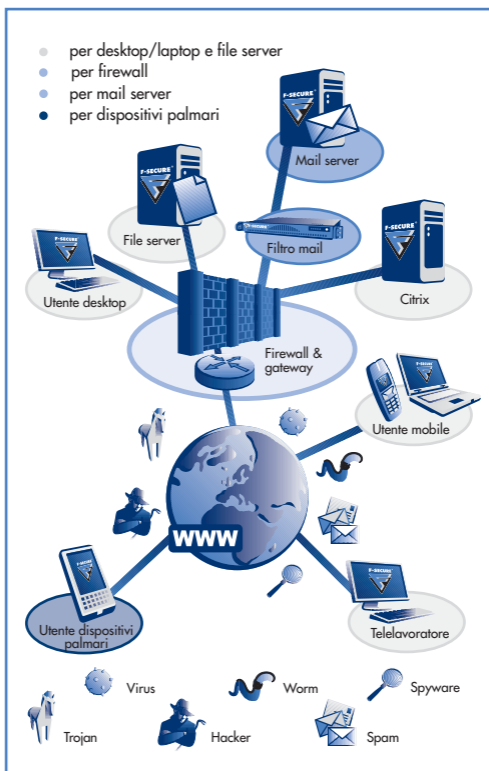 per desktop/laptop e file server
per firewall
per mail server
per dispositivi palmari
F-SECURE
Mail server
F-SECURE
File server
Filtro mail
F-SECURE
Citrix
F-SECURE
Utente desktop
Firewall &
gateway
Utente mobile
WWW
Utente dispositivi
palmari
Telelavoratore
Virus
Worm
Spyware
Trojan
Hacker
Spam